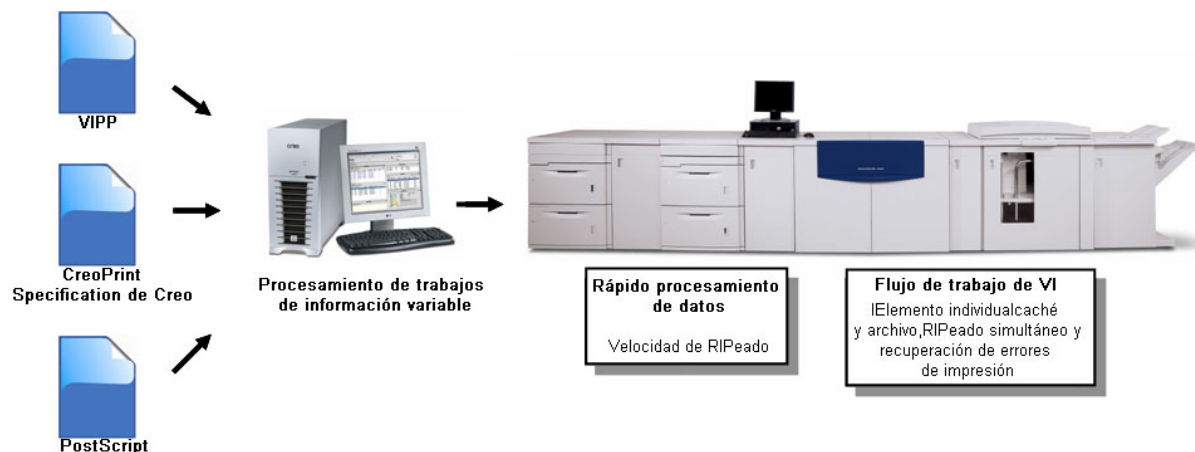 VIPP
CreoPrint
Specification de Creo
PostScript
Procesamiento de trabajos
de información variable
Rápido procesamiento
de datos
Velocidad de RIPeado
Flujo de trabajo de VI
IElemento individualcaché
y archivo,RIPeado simultáneo y
recuperación de errores
de impresión